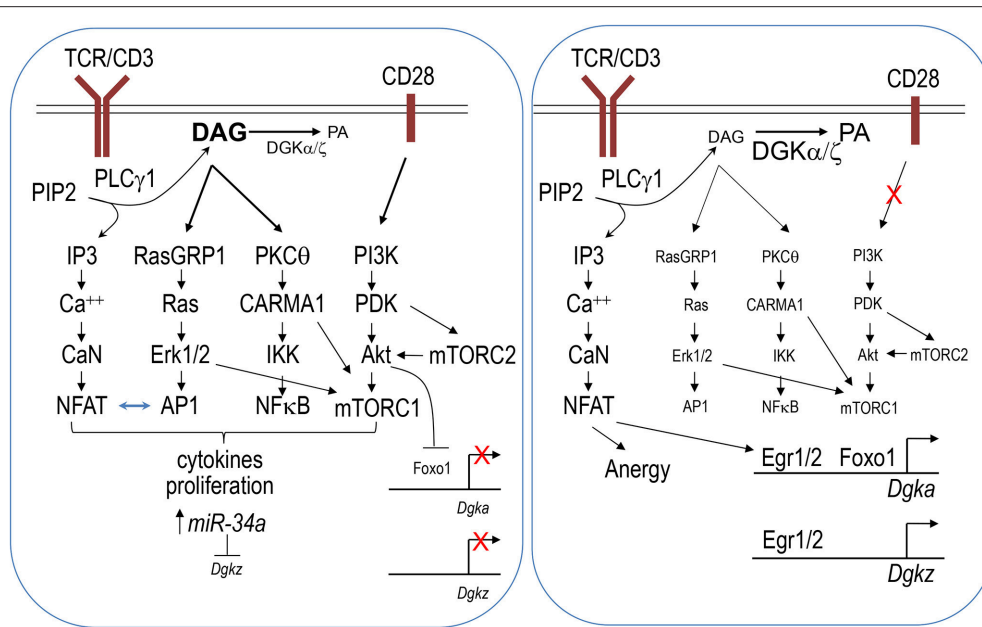 TCR/CD3
CD28
DAG
PA
DGKα/ζ
PLCγ1
PIP2
IP3
RasGRP1
PKCθ
PI3K
Ca++
Ras
CARMA1
PDK
CaN
Erk1/2
IKK
Akt
mTORC2
NFAT
AP1
NFκB
mTORC1
cytokines
proliferation
miR-34a
Dgkz
Foxo1
X
Dgka
X
Dgkz
TCR/CD3
CD28
DAG
PA
DGKα/ζ
PLCγ1
PIP2
X
IP3
RasGRP1
PKCθ
PI3K
Ca++
Ras
CARMA1
PDK
CaN
Erk1/2
IKK
Akt
mTORC2
NFAT
AP1
NFκB
mTORC1
Anergy
Egr1/2 Foxo1
Dgka
Egr1/2
Dgkz